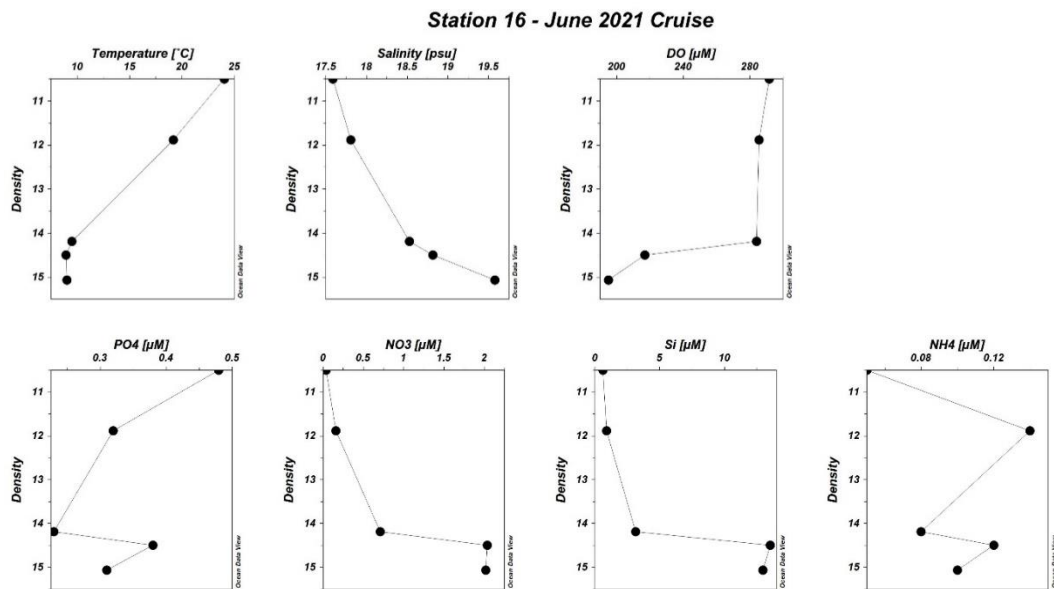 Station 16 - June 2021 Cruise
Temperature [˚C]
10 15 20 25
Density
11
12
13
14
15
Ocean Data View
Salinity [psu]
17.5 18 18.5 19 19.5
Density
11
12
13
14
15
Ocean Data View
DO [µM]
200 240 280
Density
11
12
13
14
15
Ocean Data View
PO4 [µM]
0.3 0.4 0.5
Density
11
12
13
14
15
Ocean Data View
NO3 [µM]
0 0.5 1 1.5 2
Density
11
12
13
14
15
Ocean Data View
Si [µM]
0 5 10
Density
11
12
13
14
15
Ocean Data View
NH4 [µM]
0.08 0.12
Density
11
12
13
14
15
Ocean Data View